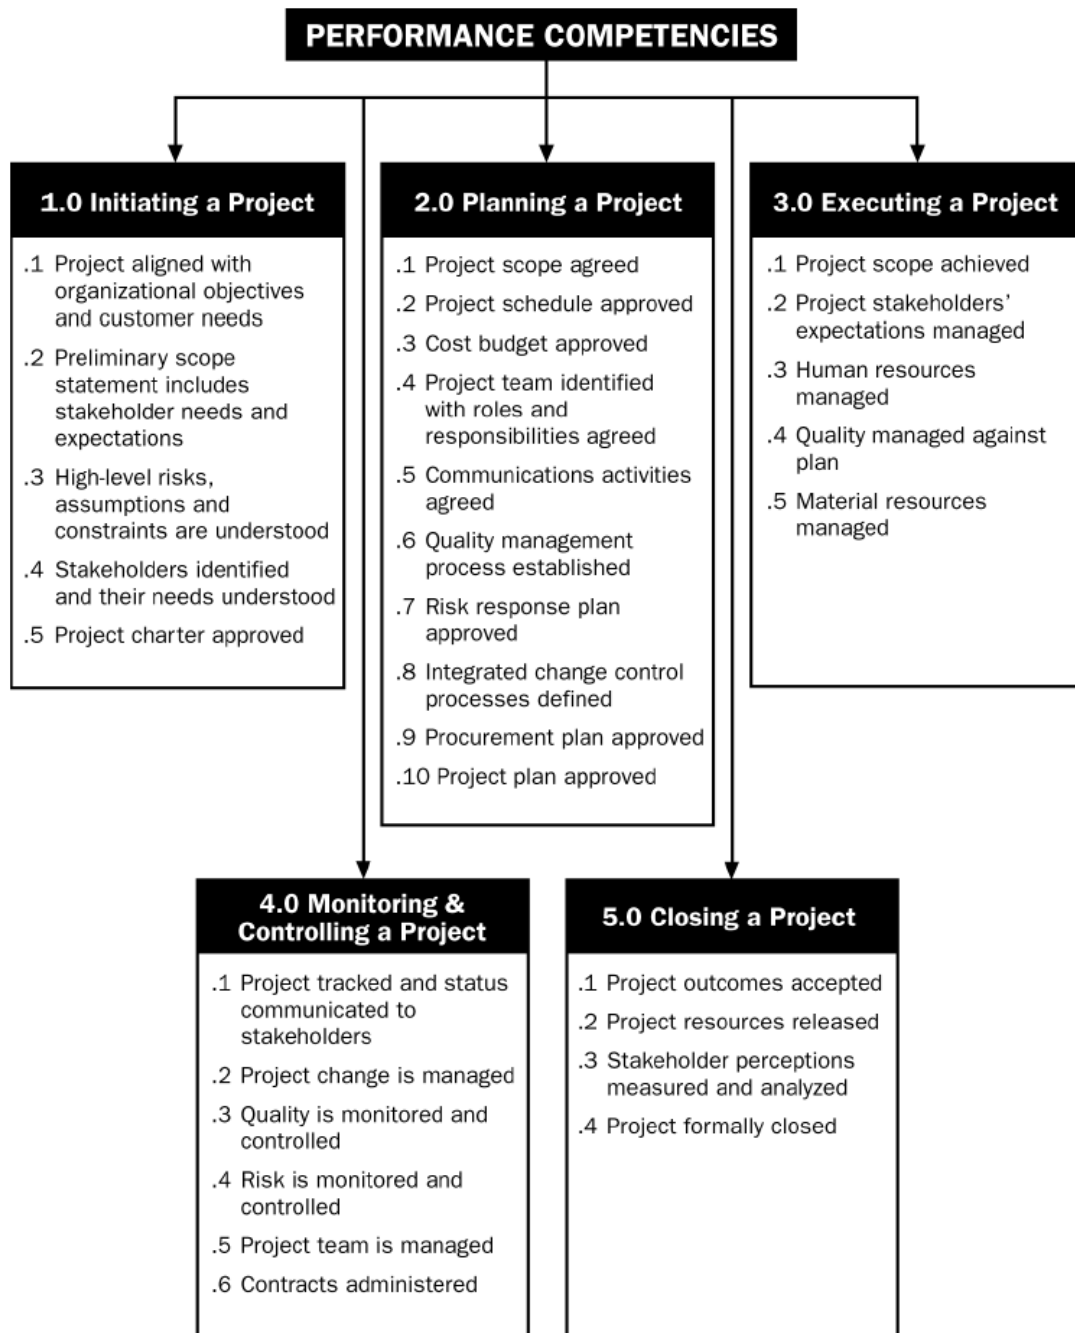 PERFORMANCE COMPETENCIES
1.0 Initiating a Project
.1 Project aligned with
organizational objectives
and customer needs
.2 Preliminary scope
statement includes
stakeholder needs and
expectations
.3 High-level risks,
assumptions and
constraints are understood
.4 Stakeholders identified
and their needs understood
.5 Project charter approved
2.0 Planning a Project
.1 Project scope agreed
.2 Project schedule approved
.3 Cost budget approved
.4 Project team identified
with roles and
responsibilities agreed
.5 Communications activities
agreed
.6 Quality management
process established
.7 Risk response plan
approved
.8 Integrated change control
processes defined
.9 Procurement plan approved
.10 Project plan approved
3.0 Executing a Project
.1 Project scope achieved
.2 Project stakeholders’
expectations managed
.3 Human resources
managed
.4 Quality managed against
plan
.5 Material resources
managed
4.0 Monitoring &
Controlling a Project
.1 Project tracked and status
communicated to
stakeholders
.2 Project change is managed
.3 Quality is monitored and
controlled
.4 Risk is monitored and
controlled
.5 Project team is managed
.6 Contracts administered
5.0 Closing a Project
.1 Project outcomes accepted
.2 Project resources released
.3 Stakeholder perceptions
measured and analyzed
.4 Project formally closed